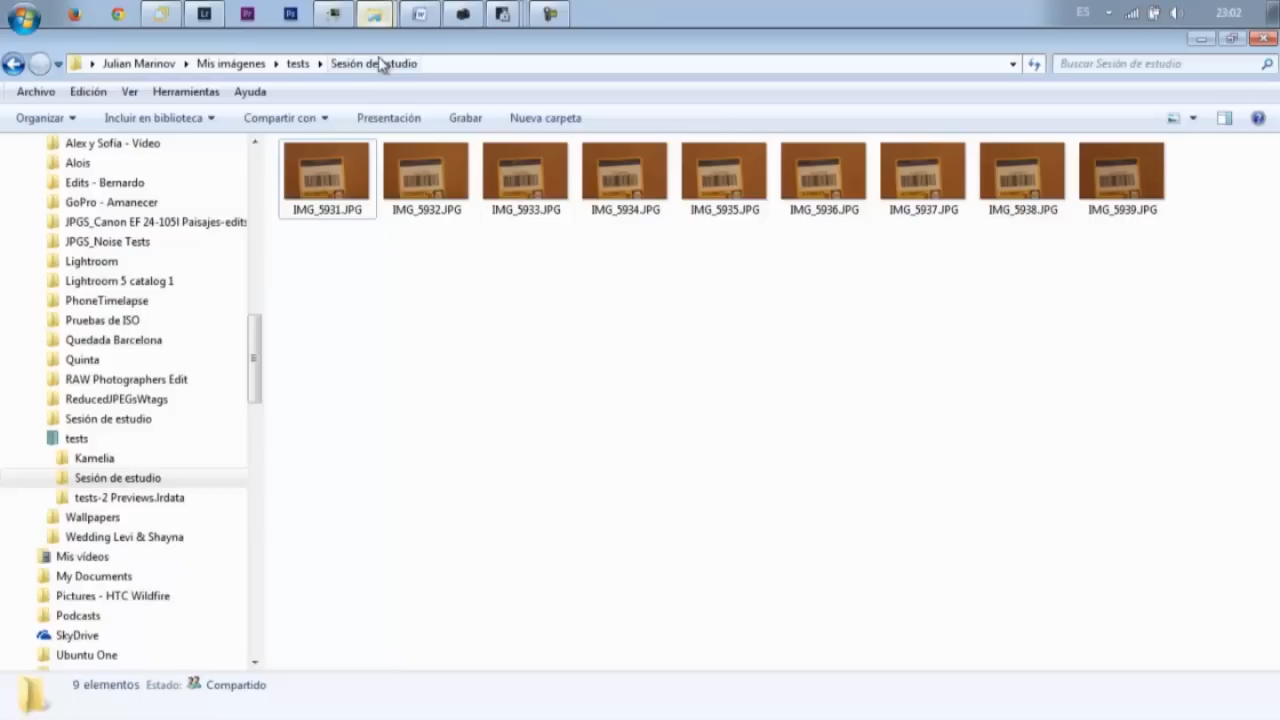 Lr Pr Ps W ES 23:02
Julian Marinov Mis imágenes tests Sesión de estudio Buscar Sesión de estudio
Archivo Edición Ver Herramientas Ayuda
Organizar Incluir en biblioteca Compartir con Presentación Grabar Nueva carpeta
Alex y Sofía - Vídeo
Alois
Edits - Bernardo
GoPro - Amanecer
JPGS_Canon EF 24-105l Paisajes-edits
JPGS_Noise Tests
Lightroom
Lightroom 5 catalog 1
PhoneTimelapse
Pruebas de ISO
Quedada Barcelona
Quinta
RAW Photographers Edit
ReducedJPEGsWtags
Sesión de estudio
tests
Kamelia
Sesión de estudio
tests-2 Previews.lrdata
Wallpapers
Wedding Levi & Shayna
Mis vídeos
My Documents
Pictures - HTC Wildfire
Podcasts
SkyDrive
Ubuntu One
IMG_5931.JPG IMG_5932.JPG IMG_5933.JPG IMG_5934.JPG IMG_5935.JPG IMG_5936.JPG IMG_5937.JPG IMG_5938.JPG IMG_5939.JPG
9 elementos Estado: Compartido